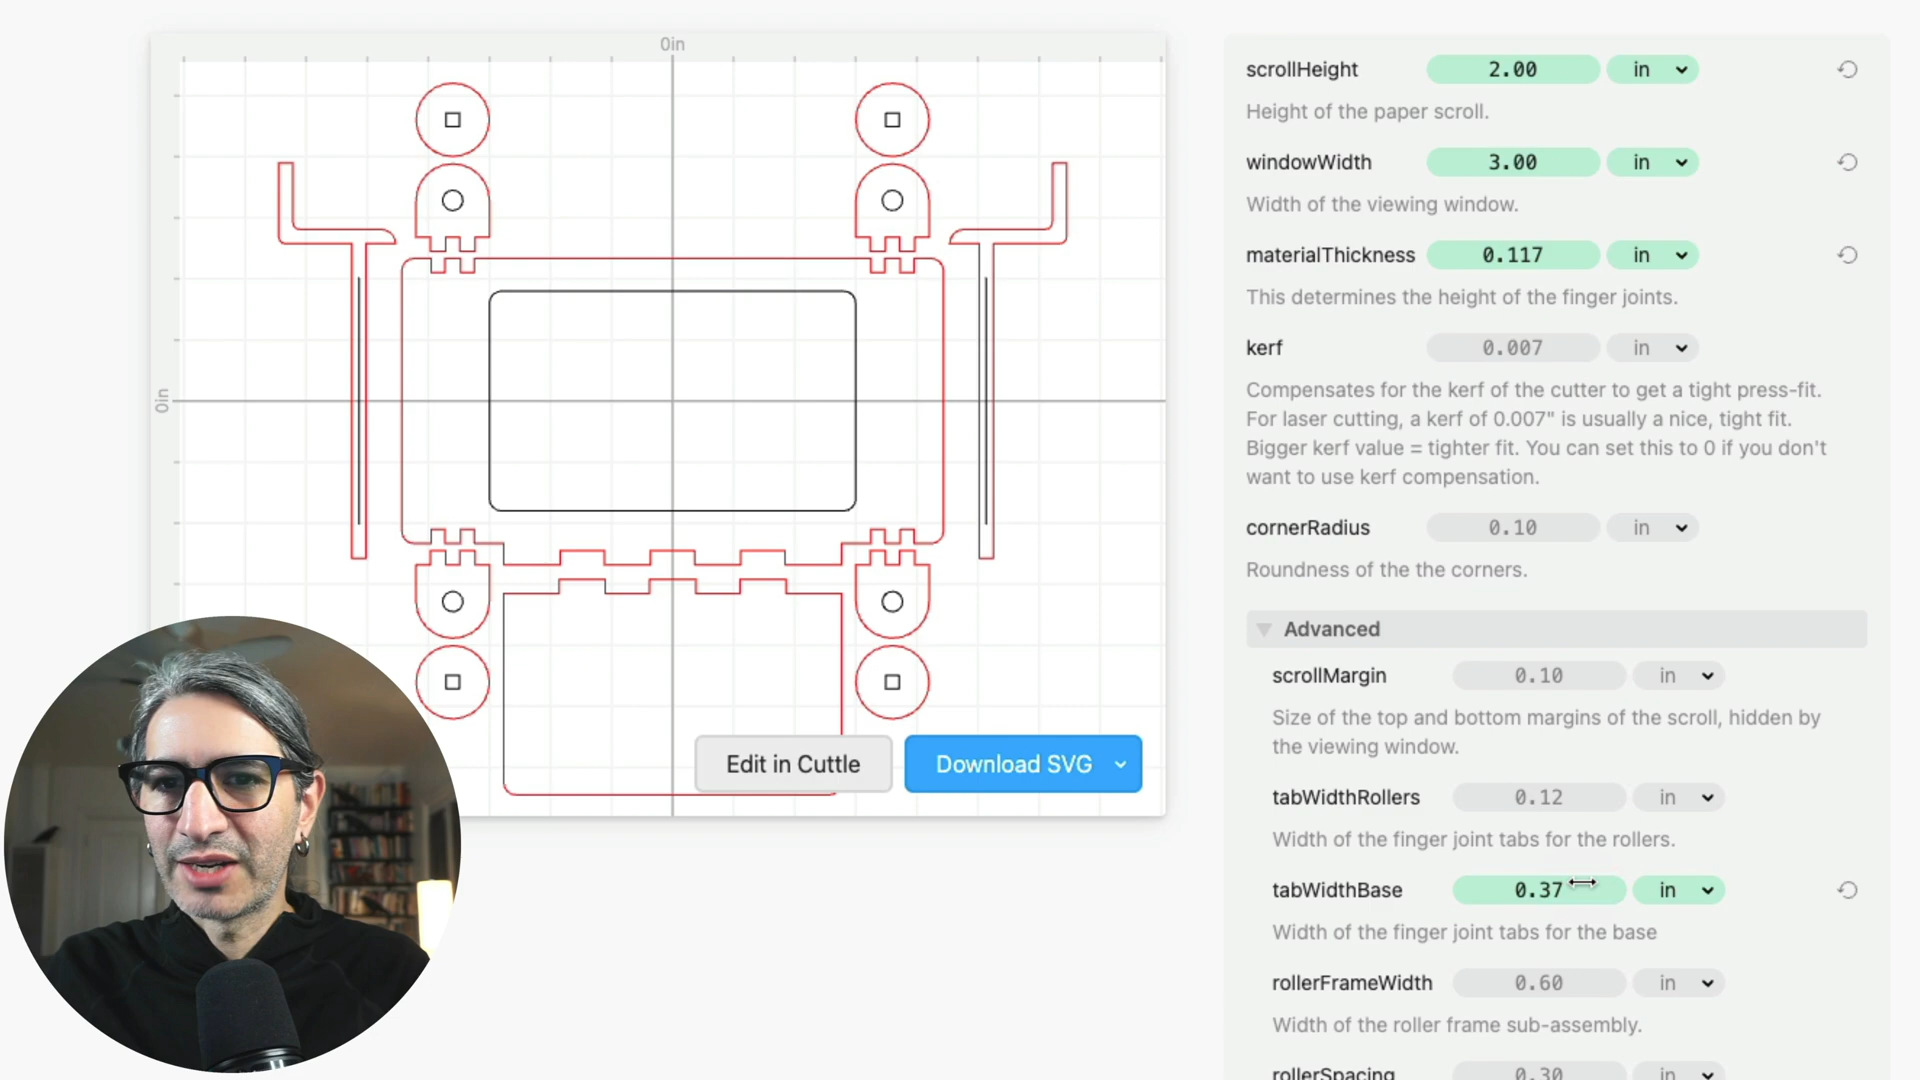 0in
0in
Edit in Cuttle
Download SVG
scrollHeight 2.00 in
Height of the paper scroll.
windowWidth 3.00 in
Width of the viewing window.
materialThickness 0.117 in
This determines the height of the finger joints.
kerf 0.007 in
Compensates for the kerf of the cutter to get a tight press-fit.
For laser cutting, a kerf of 0.007" is usually a nice, tight fit.
Bigger kerf value = tighter fit. You can set this to 0 if you don't
want to use kerf compensation.
cornerRadius 0.10 in
Roundness of the the corners.
Advanced
scrollMargin 0.10 in
Size of the top and bottom margins of the scroll, hidden by
the viewing window.
tabWidthRollers 0.12 in
Width of the finger joint tabs for the rollers.
tabWidthBase 0.37 in
Width of the finger joint tabs for the base
rollerFrameWidth 0.60 in
Width of the roller frame sub-assembly.
rollerSpacing 0.30 in